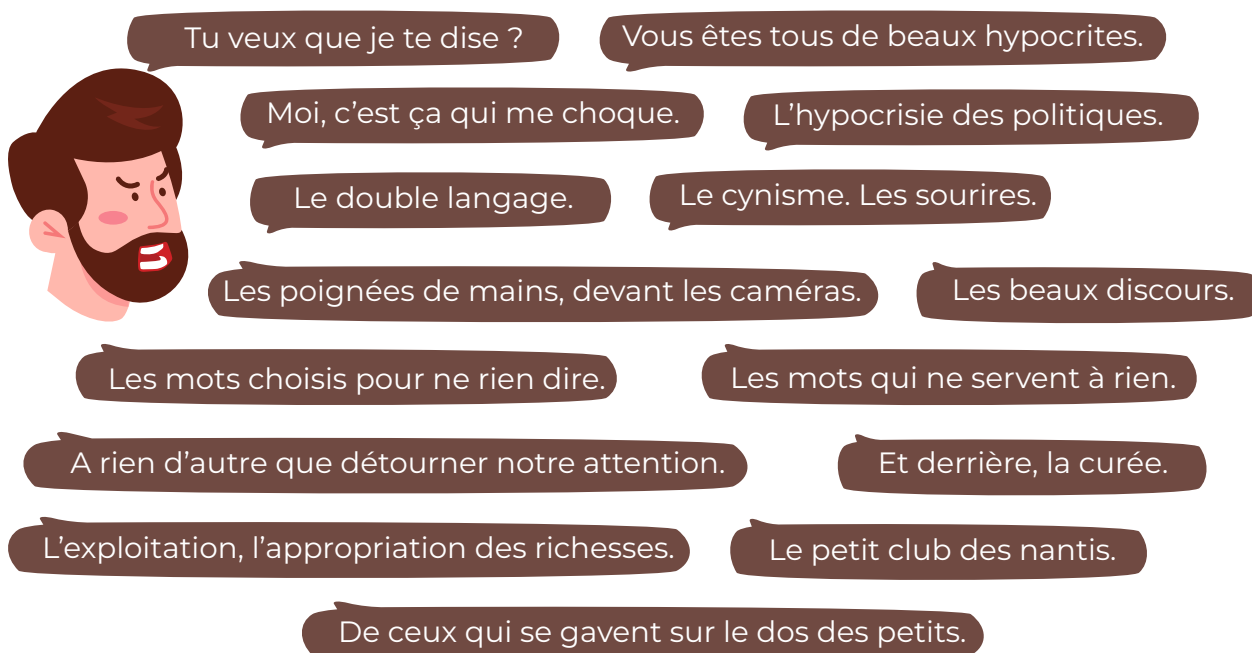 Tu veux que je te dise ?
Vous êtes tous de beaux hypocrites.
Moi, c'est ça qui me choque.
L'hypocrisie des politiques.
Le double langage.
Le cynisme. Les sourires.
Les poignées de mains, devant les caméras.
Les beaux discours.
Les mots choisis pour ne rien dire.
Les mots qui ne servent à rien.
A rien d'autre que détourner notre attention.
Et derrière, la curée.
L'exploitation, l'appropriation des richesses.
Le petit club des nantis.
De ceux qui se gavent sur le dos des petits.